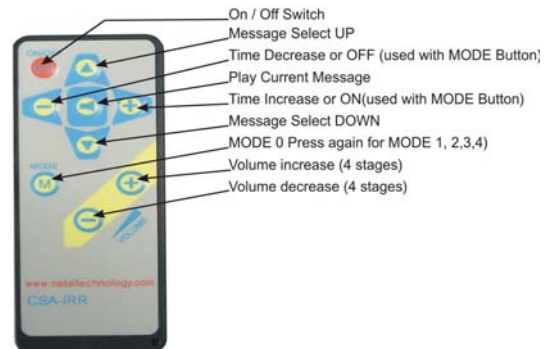 On / Off Switch
Message Select UP
Time Decrease or OFF (used with MODE Button)
Play Current Message
Time Increase or ON(used with MODE Button)
Message Select DOWN
MODE 0 Press again for MODE 1, 2,3,4)
Volume increase (4 stages)
Volume decrease (4 stages)
ON/OFF
MODE
M
VOLUME
www.nadaltechnology.com
CSA-IRR